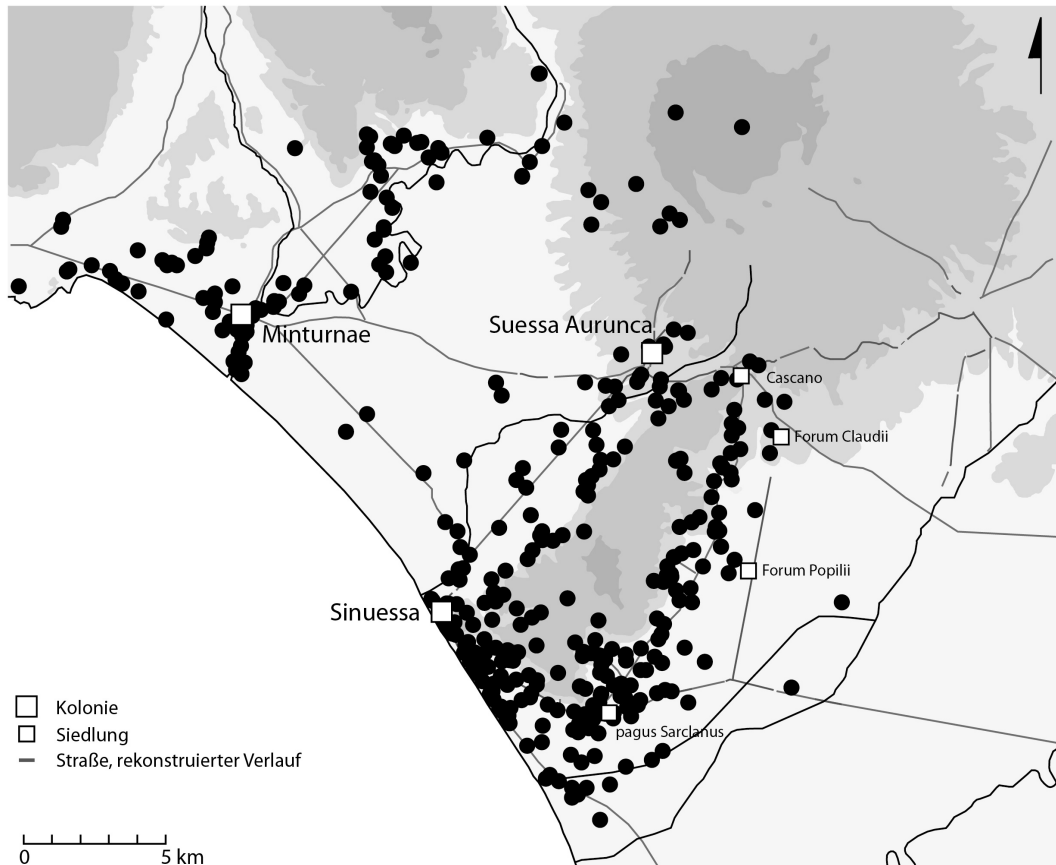 Suessa Aurunca
Minturnae
Cascano
Forum Claudii
Forum Popilii
Sinuessa
pagus Sarclanus
Kolonie
Siedlung
Straße, rekonstruierter Verlauf
0 5 km